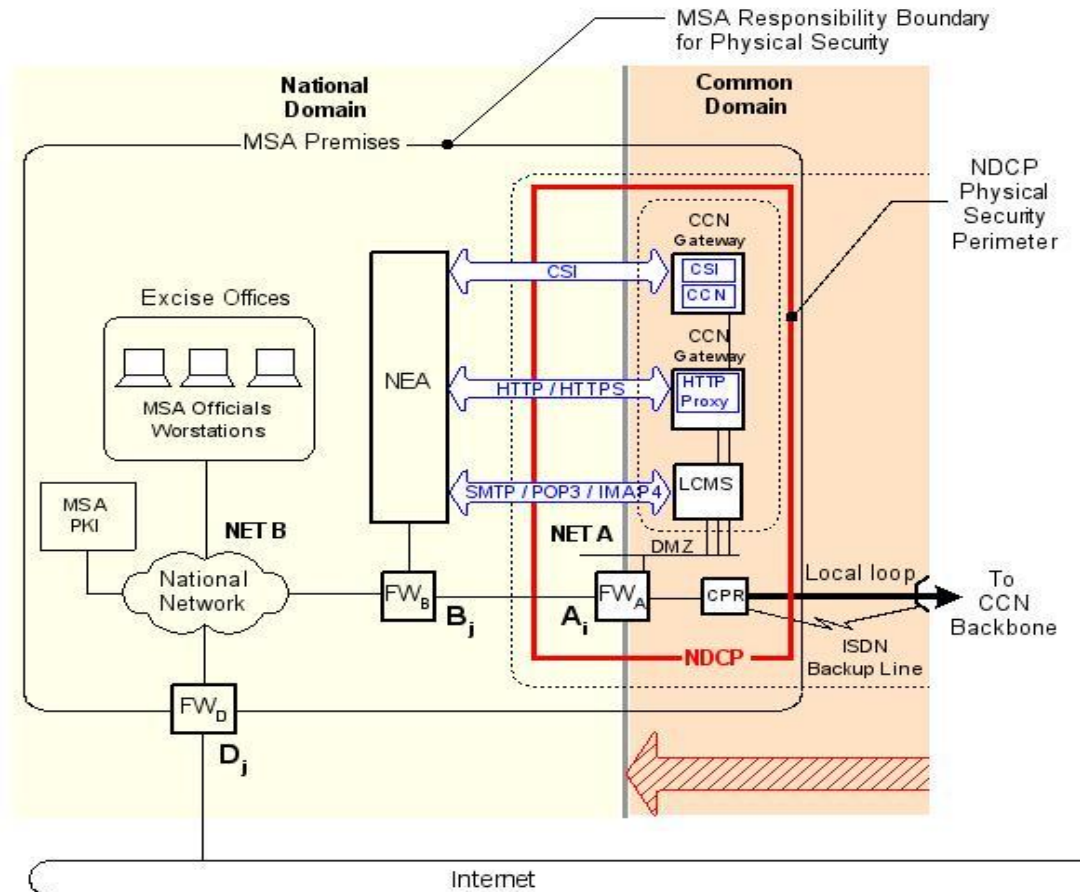 MSA Responsibility Boundary
for Physical Security
National
Domain
Common
Domain
MSA Premises
NDCP
Physical
Security
Perimeter
CCN
Gateway
CSI
CSI
CCN
Excise Offices
CCN
Gateway
NEA
HTTP / HTTPS
HTTP
Proxy
MSA Officials
Worstations
SMTP / POP3 / IMAP4
LCMS
MSA
PKI
NET B
NET A
DMZ
National
Network
FWB
Bj
Ai
FWA
CPR
Local loop
To
CCN
Backbone
NDCP
ISDN
Backup Line
FWD
Dj
Internet